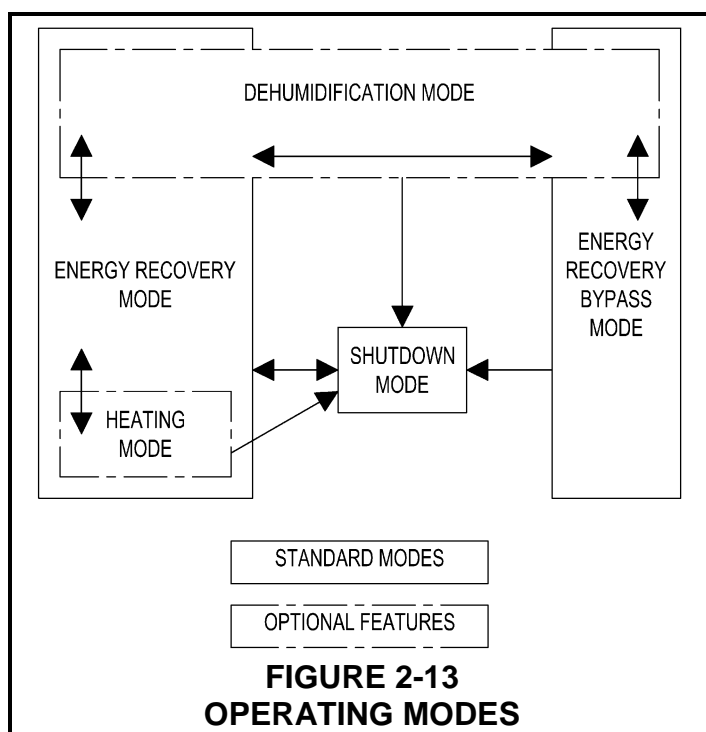 DEHUMIDIFICATION MODE
ENERGY RECOVERY
MODE
ENERGY
RECOVERY
BYPASS
MODE
SHUTDOWN
MODE
HEATING
MODE
STANDARD MODES
OPTIONAL FEATURES
FIGURE 2-13
OPERATING MODES